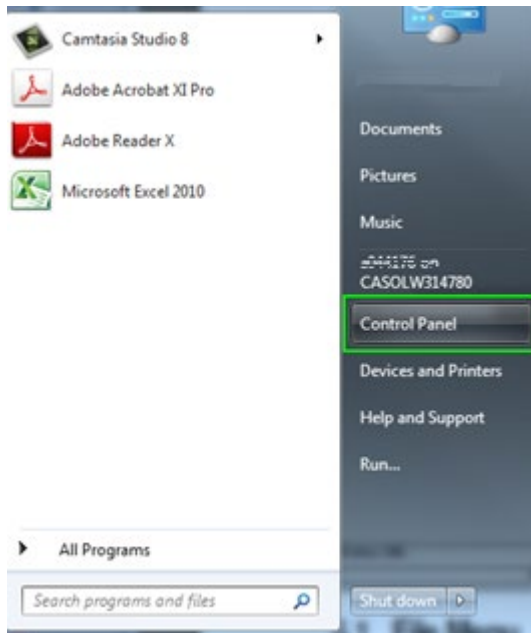 Camtasia Studio 8
Adobe Acrobat XI Pro
Adobe Reader X
Microsoft Excel 2010
All Programs
Search programs and files
Documents
Pictures
Music
on
CASOLW314780
Control Panel
Devices and Printers
Help and Support
Run...
Shut down